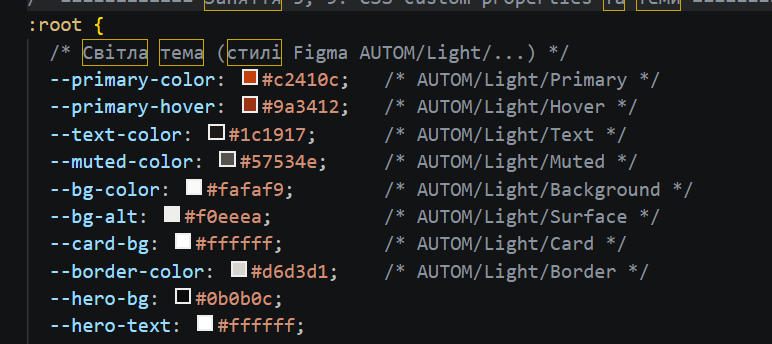 :root {
/* Світла тема (стилі Figma AUTOM/Light/...) */
--primary-color: #c2410c; /* AUTOM/Light/Primary */
--primary-hover: #9a3412; /* AUTOM/Light/Hover */
--text-color: #1c1917; /* AUTOM/Light/Text */
--muted-color: #57534e; /* AUTOM/Light/Muted */
--bg-color: #fafaf9; /* AUTOM/Light/Background */
--bg-alt: #f0eeea; /* AUTOM/Light/Surface */
--card-bg: #ffffff; /* AUTOM/Light/Card */
--border-color: #d6d3d1; /* AUTOM/Light/Border */
--hero-bg: #0b0b0c;
--hero-text: #ffffff;